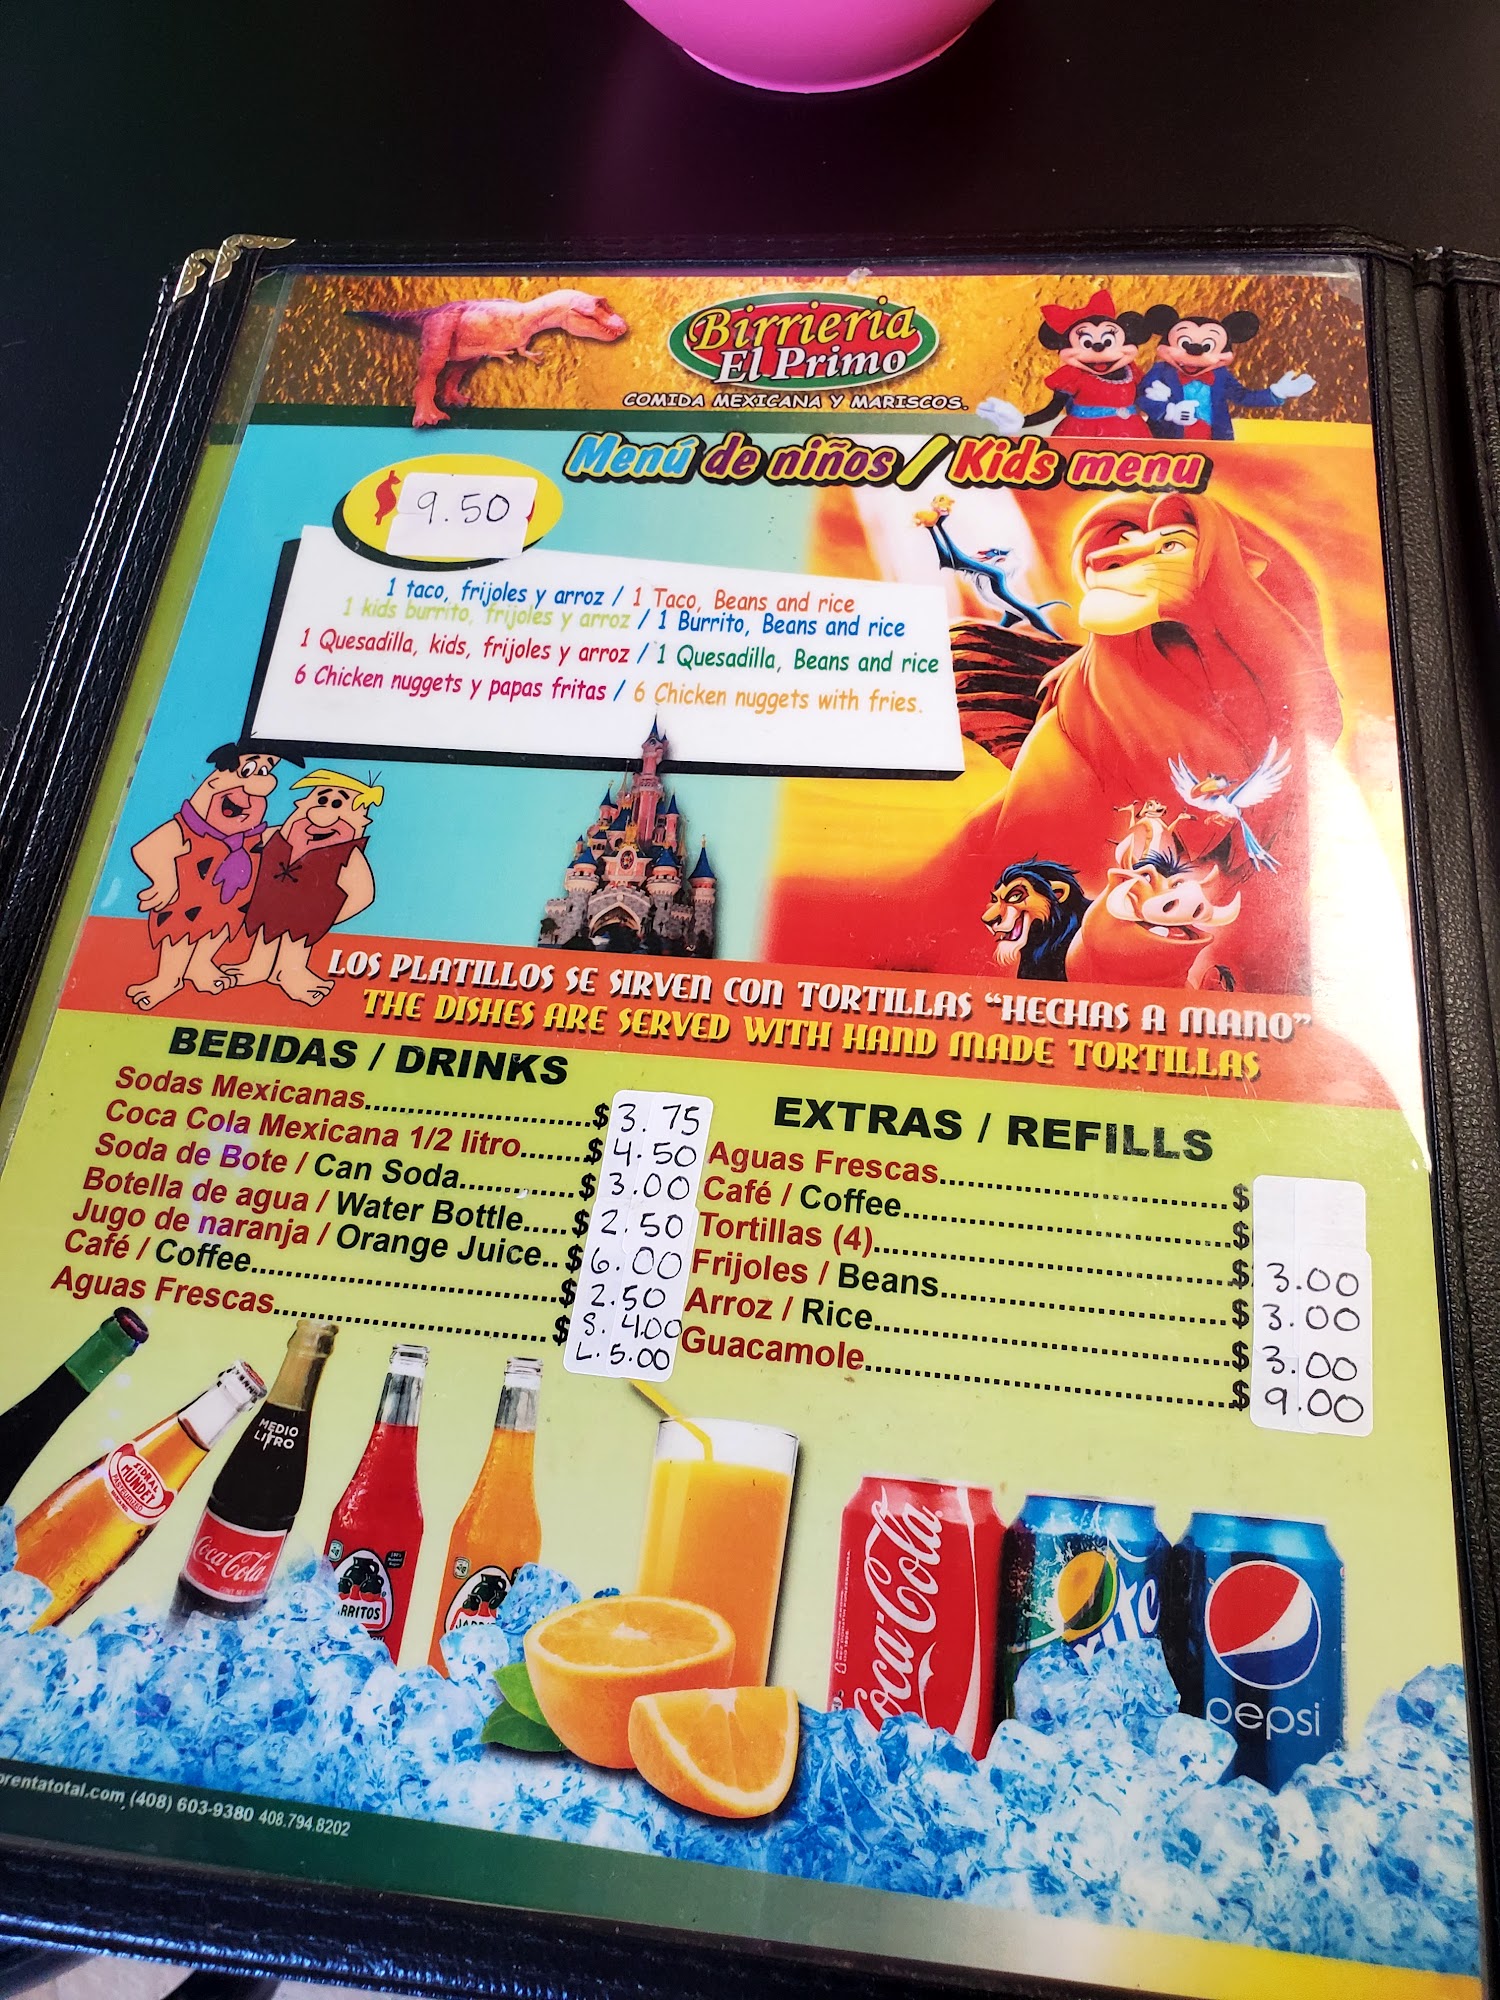 Birrieria
El Primo
COMIDA MEXICANA Y MARISCOS.
Menú de niños / Kids menu
$ 9.50
1 taco, frijoles y arroz / 1 Taco, Beans and rice
1 kids burrito, frijoles y arroz / 1 Burrito, Beans and rice
1 Quesadilla, kids, frijoles y arroz / 1 Quesadilla, Beans and rice
6 Chicken nuggets y papas fritas / 6 Chicken nuggets with fries.
LOS PLATILLOS SE SIRVEN CON TORTILLAS "HECHAS A MANO"
THE DISHES ARE SERVED WITH HAND MADE TORTILLAS
BEBIDAS / DRINKS
Sodas Mexicanas...........................$ 3.75
Coca Cola Mexicana 1/2 litro.........$ 4.50
Soda de Bote / Can Soda..............$ 3.00
Botella de agua / Water Bottle.....$ 2.50
Jugo de naranja / Orange Juice..$ 6.00
Café / Coffee....................................$ 2.50
Aguas Frescas................................$ S. 4.00
L. 5.00
EXTRAS / REFILLS
Aguas Frescas..................................$
Café / Coffee......................................$
Tortillas (4)..........................................$ 3.00
Frijoles / Beans..................................$ 3.00
Arroz / Rice.........................................$ 3.00
Guacamole.........................................$ 9.00
MEDIO
LITRO
SIDRAL
MUNDET
Coca-Cola
RRITOS
JARR
Coca-Cola
rite
pepsi
prentatotal.com (408) 603-9380 408.794.8202